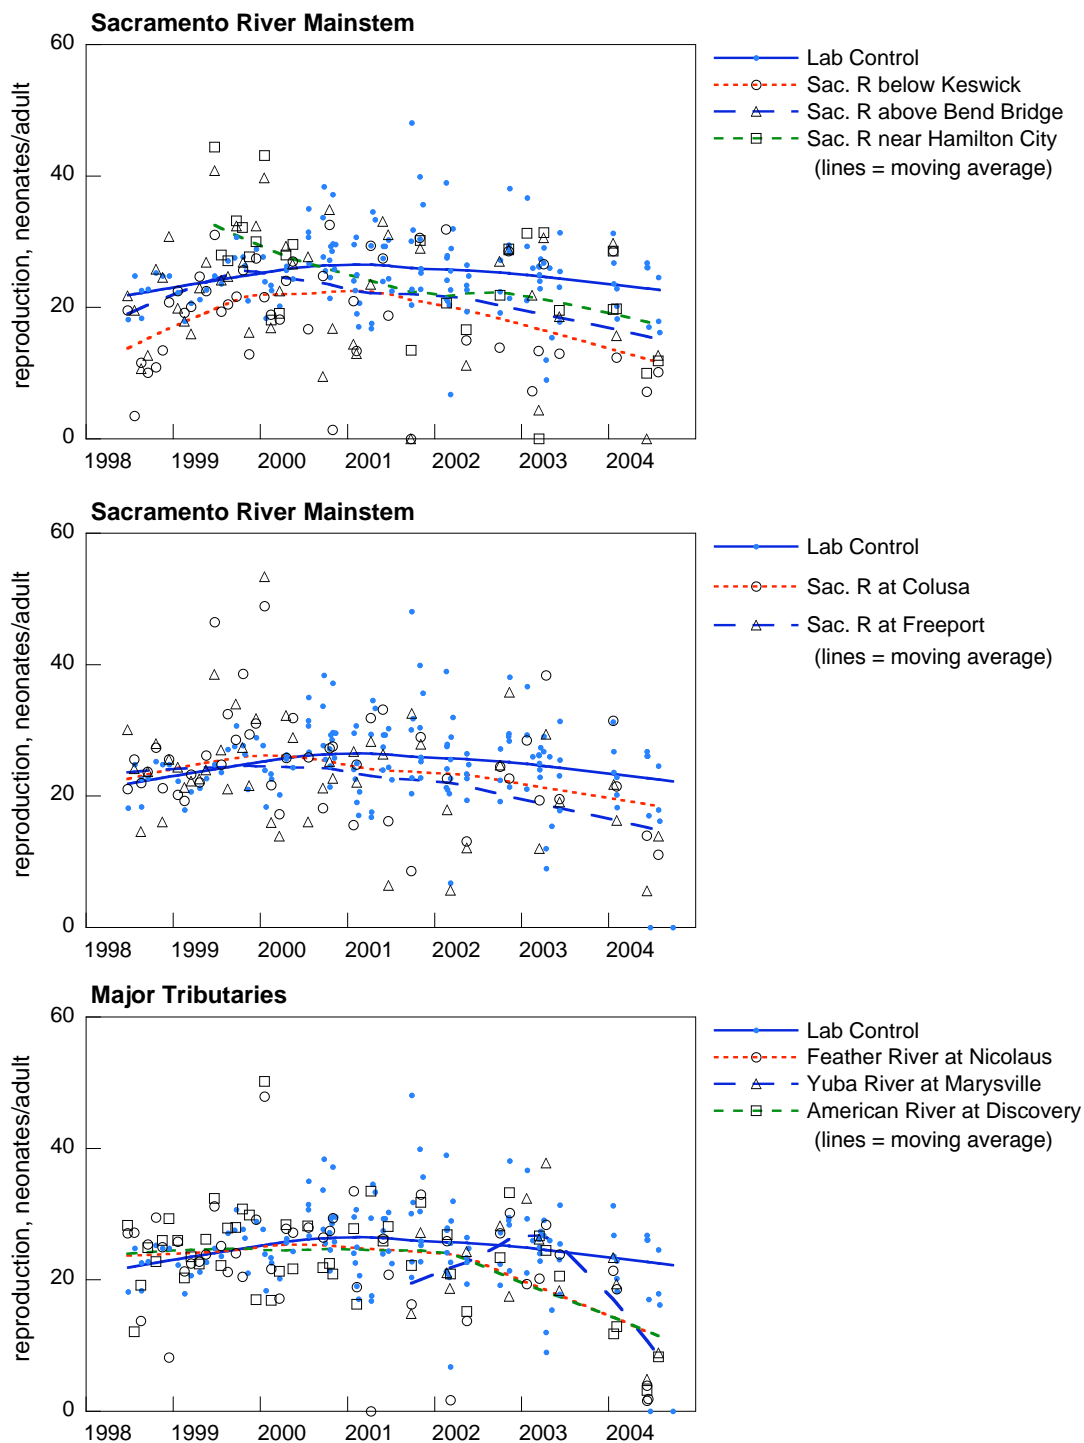 Sacramento River Mainstem
60
40
20
0
reproduction, neonates/adult
1998 1999 2000 2001 2002 2003 2004
Lab Control
Sac. R below Keswick
Sac. R above Bend Bridge
Sac. R near Hamilton City
(lines = moving average)
Sacramento River Mainstem
60
40
20
0
reproduction, neonates/adult
1998 1999 2000 2001 2002 2003 2004
Lab Control
Sac. R at Colusa
Sac. R at Freeport
(lines = moving average)
Major Tributaries
60
40
20
0
reproduction, neonates/adult
1998 1999 2000 2001 2002 2003 2004
Lab Control
Feather River at Nicolaus
Yuba River at Marysville
American River at Discovery
(lines = moving average)